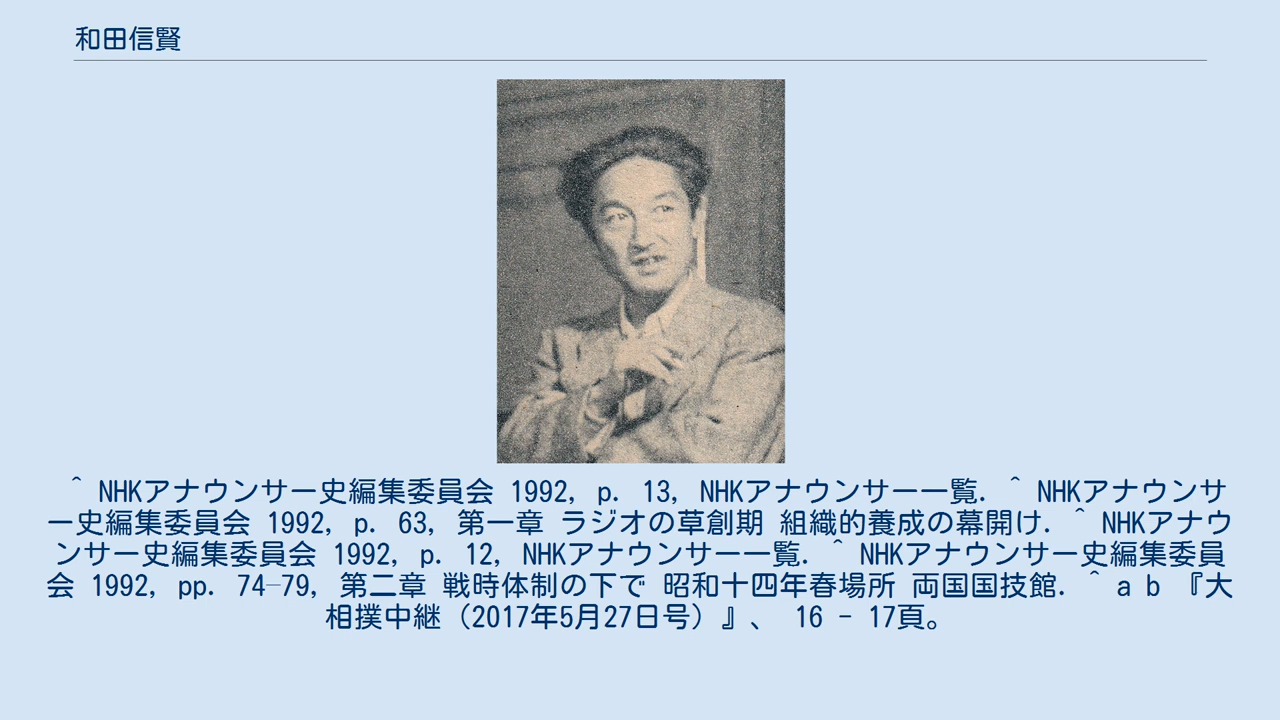 和田信賢
^ NHKアナウンサー史編集委員会 1992, p. 13, NHKアナウンサー一覧. ^ NHKアナウンサ
ー史編集委員会 1992, p. 63, 第一章 ラジオの草創期 組織的養成の幕開け. ^ NHKアナウ
ンサー史編集委員会 1992, p. 12, NHKアナウンサー一覧. ^ NHKアナウンサー史編集委員
会 1992, pp. 74–79, 第二章 戦時体制の下で 昭和十四年春場所 両国国技館. ^ a b 『大
相撲中継（2017年5月27日号）』、 16 - 17頁。